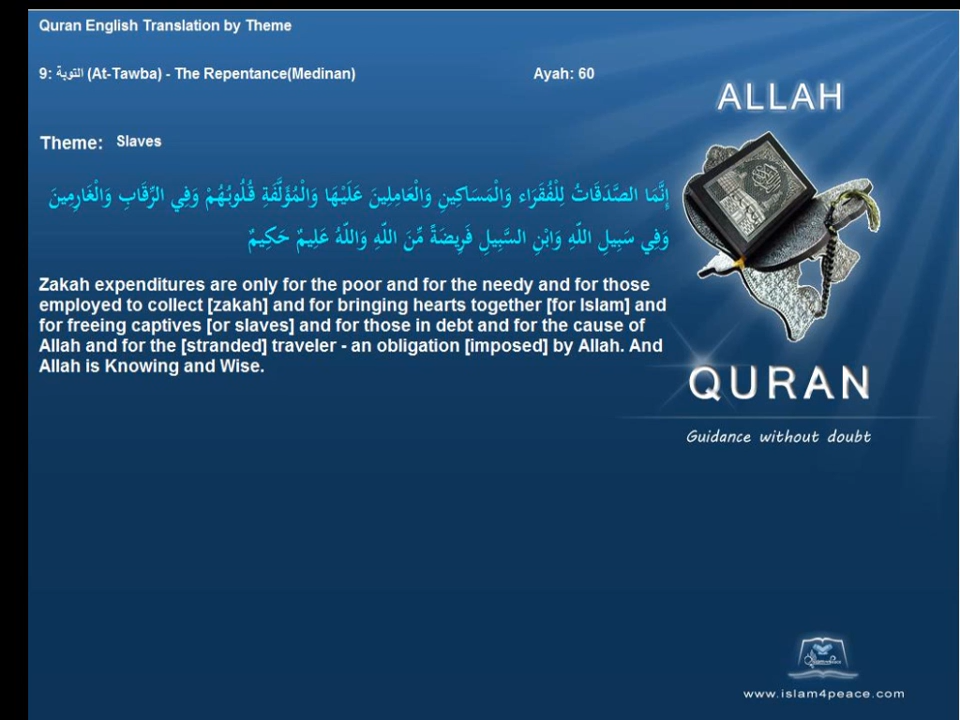 Quran English Translation by Theme
9: التوبة (At-Tawba) - The Repentance(Medinan)
Ayah: 60
Theme: Slaves
إِنَّمَا الصَّدَقَاتُ لِلْفُقَرَاء وَالْمَسَاكِينِ وَالْعَامِلِينَ عَلَيْهَا وَالْمُؤَلَّفَةِ قُلُوبُهُمْ وَفِي الرِّقَابِ وَالْغَارِمِينَ
وَفِي سَبِيلِ اللّهِ وَابْنِ السَّبِيلِ فَرِيضَةً مِّنَ اللّهِ وَاللّهُ عَلِيمٌ حَكِيمٌ
Zakah expenditures are only for the poor and for the needy and for those
employed to collect [zakah] and for bringing hearts together [for Islam] and
for freeing captives [or slaves] and for those in debt and for the cause of
Allah and for the [stranded] traveler - an obligation [imposed] by Allah. And
Allah is Knowing and Wise.
ALLAH
QURAN
Guidance without doubt
www.islam4peace.com